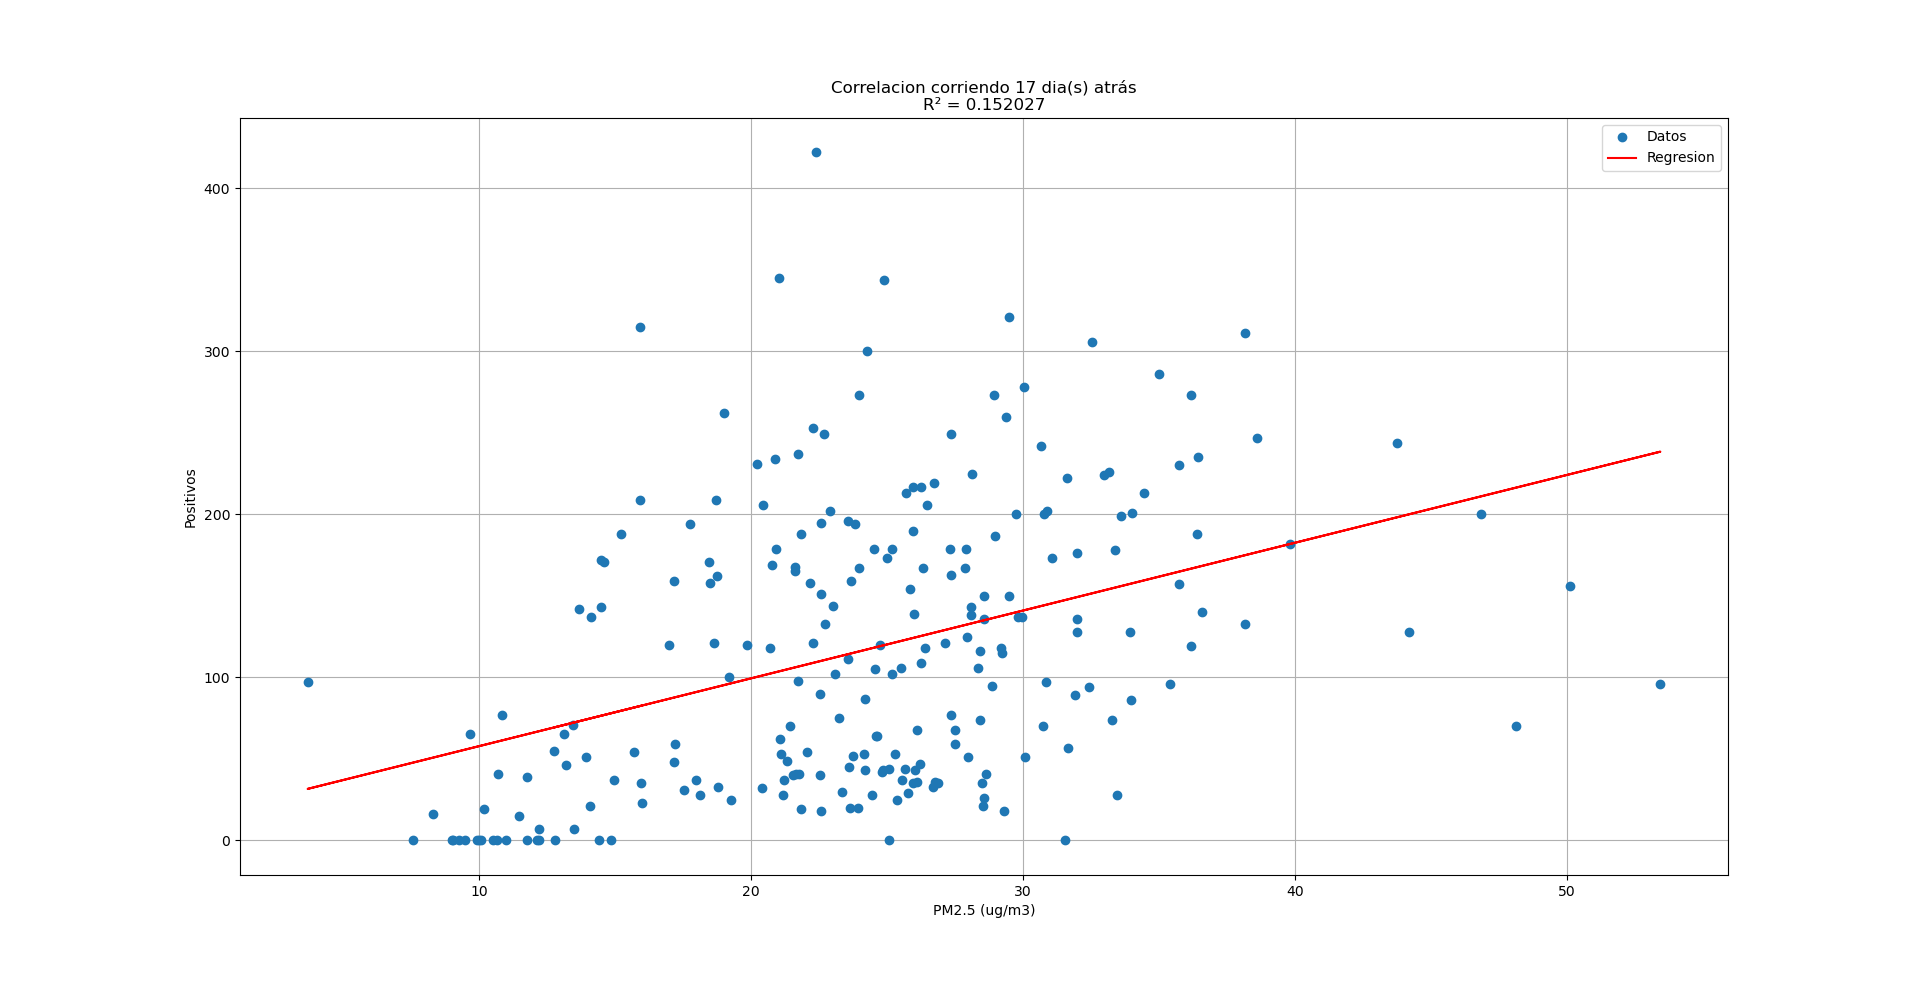 Correlacion corriendo 17 dia(s) atrás
R² = 0.152027
Datos
Regresion
400
300
200
100
0
Positivos
10
20
30
40
50
PM2.5 (ug/m3)